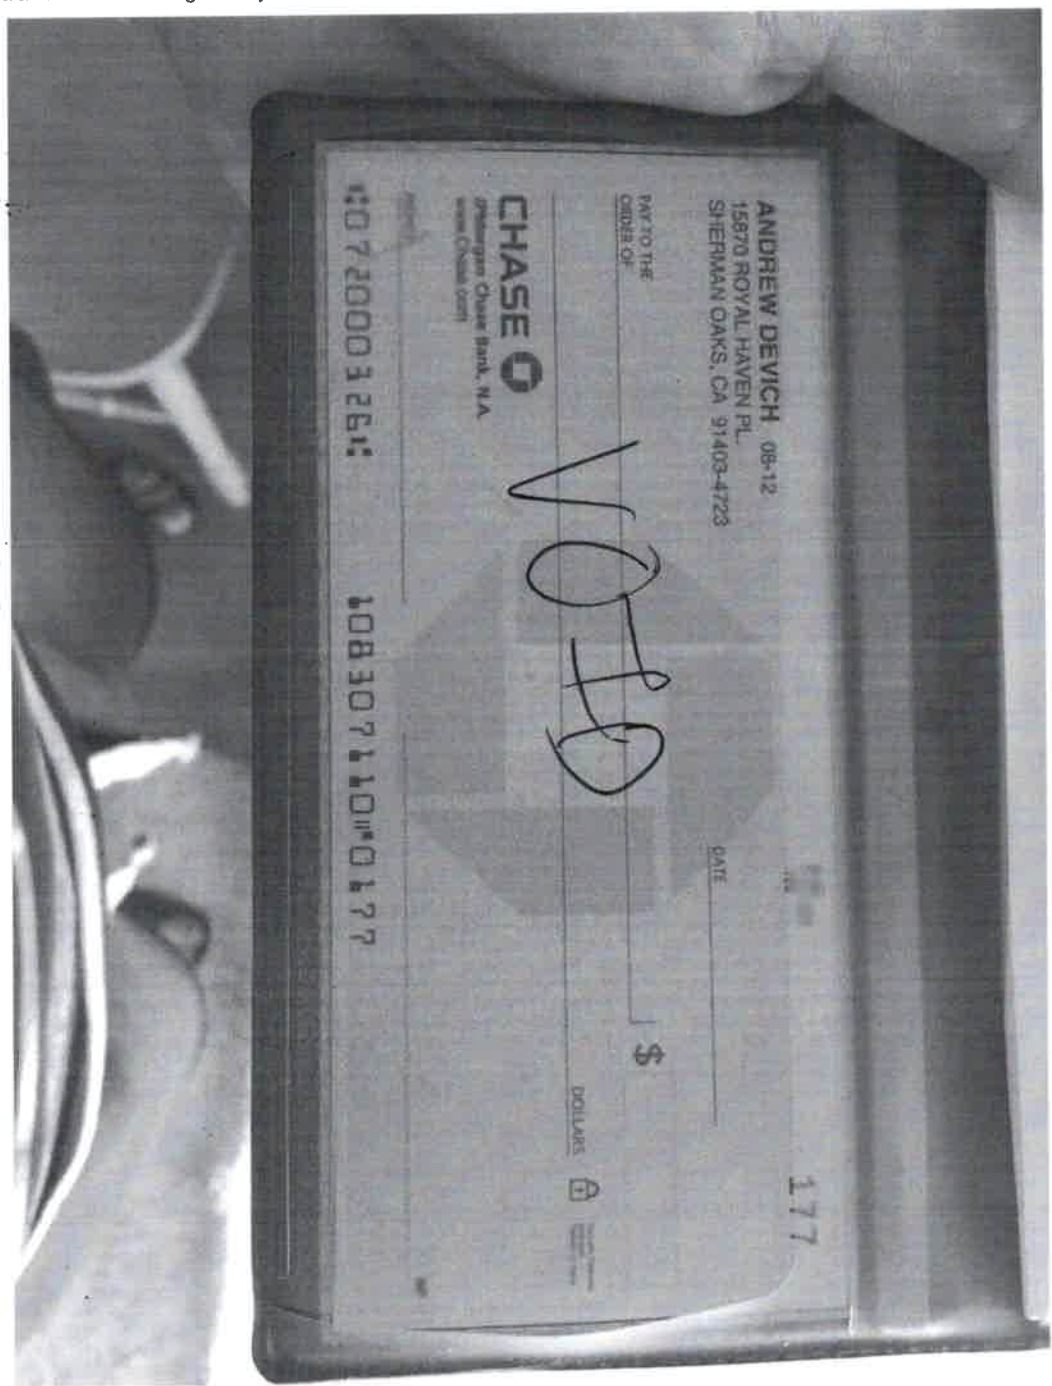 ANDREW DEVICH 08-12
15870 ROYAL HAVEN PL.
SHERMAN OAKS, CA 91403-4723
177
DATE
PAY TO THE
ORDER OF
$
VOID
DOLLARS
CHASE
JPMorgan Chase Bank, N.A.
www.Chase.com
MEMO
⑆072000326⑆ 108307110⑈0177